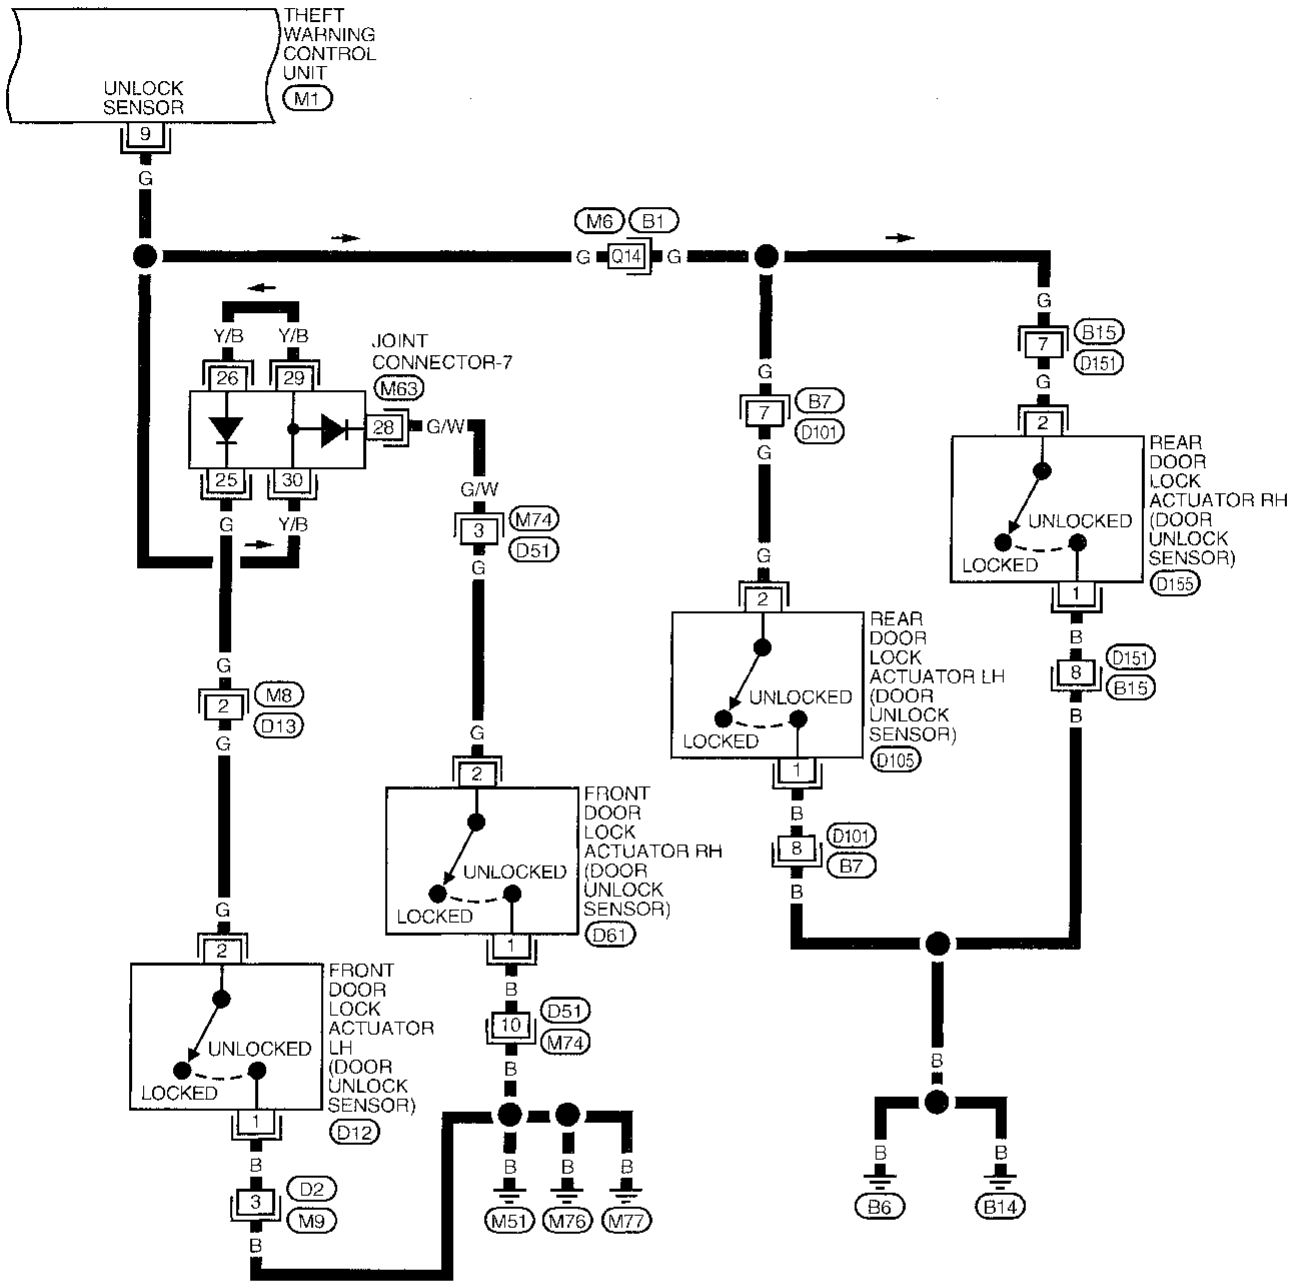 THEFT
WARNING
CONTROL
UNIT
M1
UNLOCK
SENSOR
9
G
M6 B1
G Q14 G
Y/B Y/B
JOINT
CONNECTOR-7
M63
26 29
28 G/W
25 30
G Y/B
G/W
3
M74
D51
G
G
7
B7
D101
G
G
G
7
B15
D151
G
2
REAR
DOOR
LOCK
ACTUATOR RH
(DOOR
UNLOCK
SENSOR)
D155
UNLOCKED
LOCKED
1
B
8
D151
B15
B
2
REAR
DOOR
LOCK
ACTUATOR LH
(DOOR
UNLOCK
SENSOR)
D105
UNLOCKED
LOCKED
1
B
8
D101
B7
B
G
2
M8
D13
G
G
G
2
FRONT
DOOR
LOCK
ACTUATOR RH
(DOOR
UNLOCK
SENSOR)
D61
UNLOCKED
LOCKED
1
B
10
D51
M74
B
2
FRONT
DOOR
LOCK
ACTUATOR
LH
(DOOR
UNLOCK
SENSOR)
D12
UNLOCKED
LOCKED
1
B
3
D2
M9
B
B B B
M51 M76 M77
B
B B
B6 B14